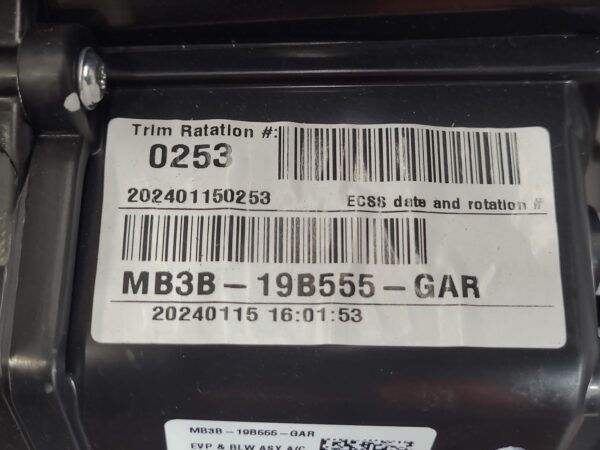 Trim Ratation #:
0253
202401150253 ECSS date and rotation #
MB3B-19B555-GAR
20240115 16:01:53
MB3B-19B555-GAR
EVP & BLW ASY A/C